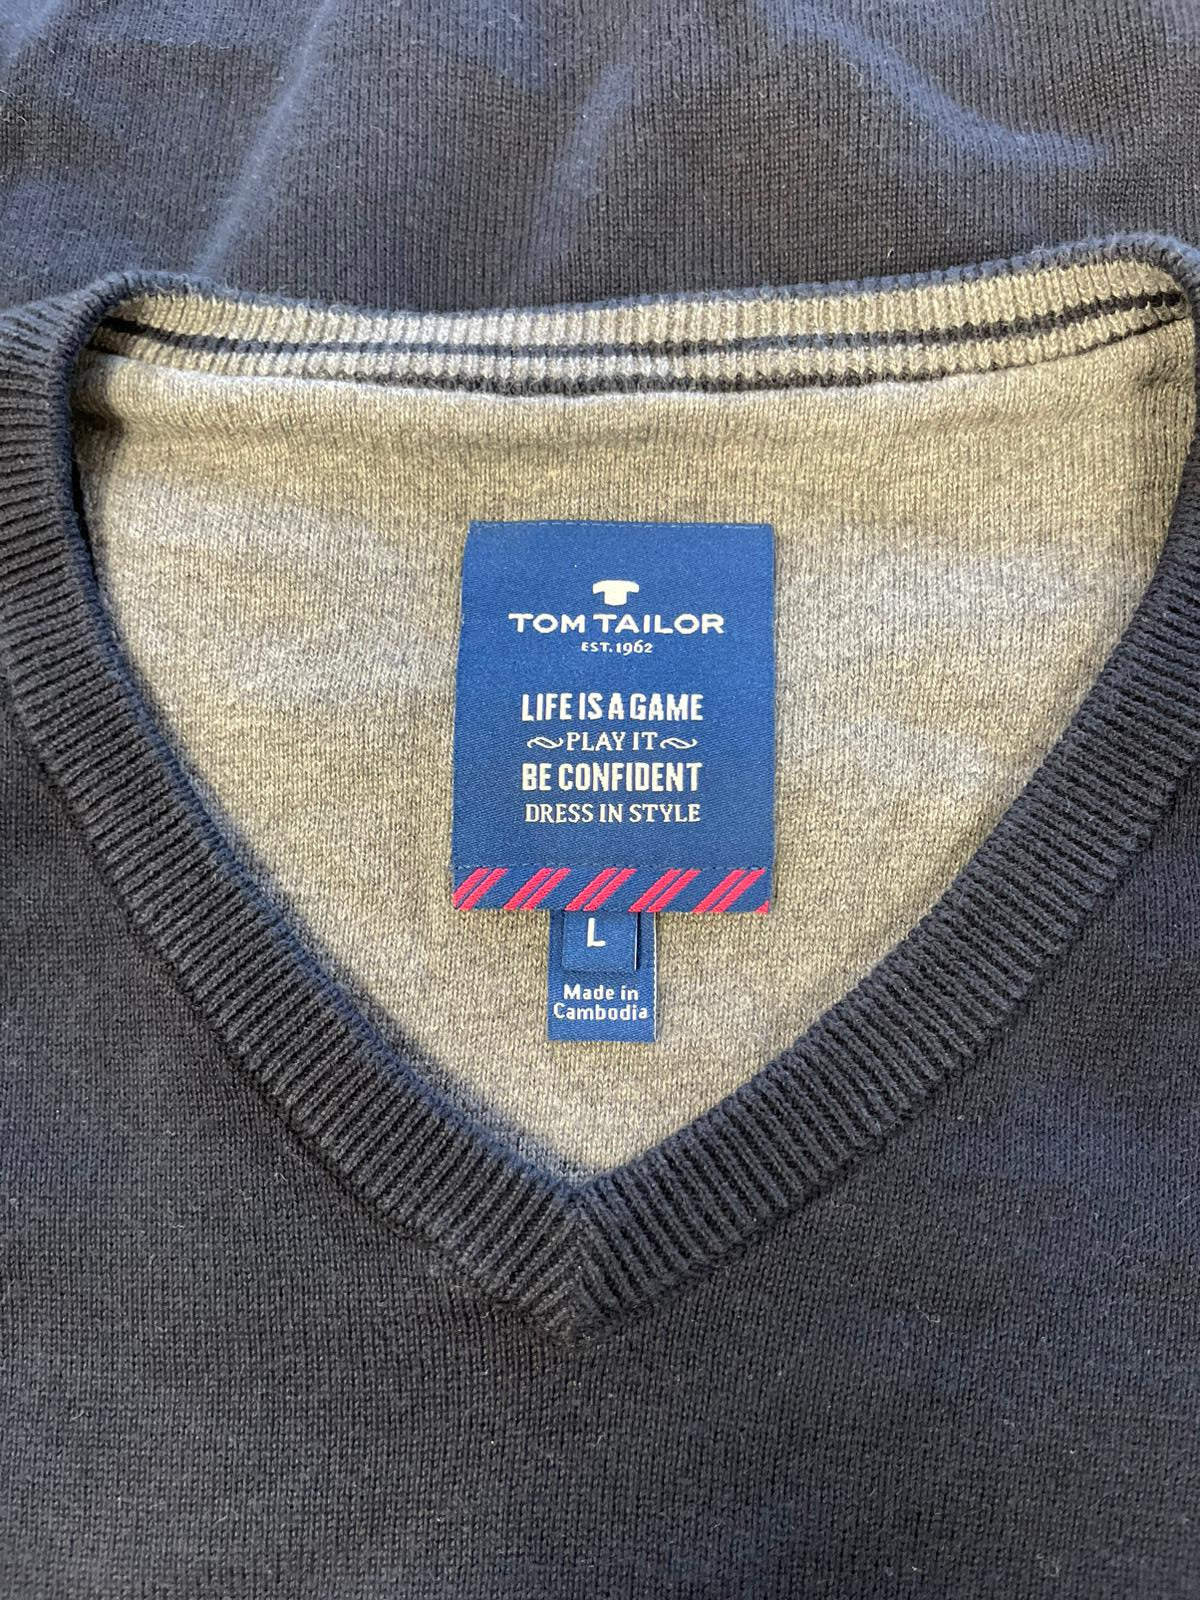 TOM TAILOR
EST. 1962
LIFE IS A GAME
PLAY IT
BE CONFIDENT
DRESS IN STYLE
L
Made in
Cambodia